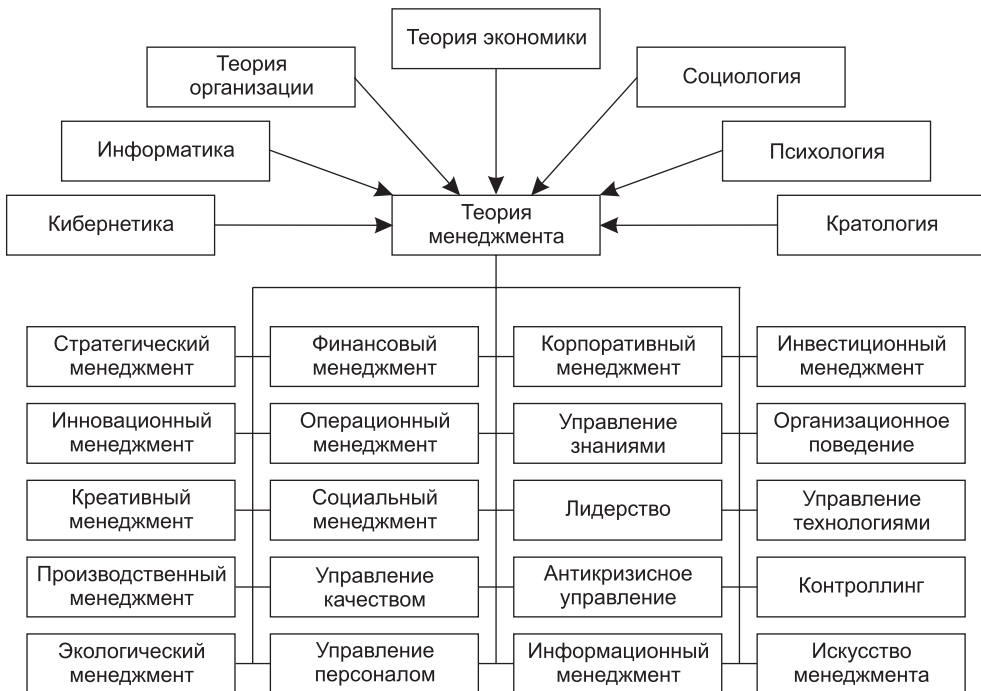 Теория экономики
Теория
организации
Социология
Информатика
Психология
Кибернетика
Теория
менеджмента
Кратология
Стратегический
менеджмент
Финансовый
менеджмент
Корпоративный
менеджмент
Инвестиционный
менеджмент
Инновационный
менеджмент
Операционный
менеджмент
Управление
знаниями
Организационное
поведение
Креативный
менеджмент
Социальный
менеджмент
Лидерство
Управление
технологиями
Производственный
менеджмент
Управление
качеством
Антикризисное
управление
Контроллинг
Экологический
менеджмент
Управление
персоналом
Информационный
менеджмент
Искусство
менеджмента